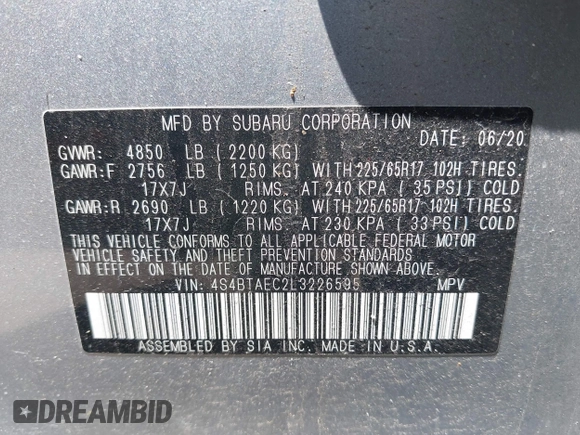 MFD BY SUBARU CORPORATION
DATE: 06/20
GVWR: 4850 LB ( 2200 KG)
GAWR:F 2756 LB ( 1250 KG) WITH 225/65R17 102H TIRES.
17X7J RIMS. AT 240 KPA ( 35 PSI) COLD
GAWR:R 2690 LB ( 1220 KG) WITH 225/65R17 102H TIRES.
17X7J RIMS. AT 230 KPA ( 33 PSI) COLD
THIS VEHICLE CONFORMS TO ALL APPLICABLE FEDERAL MOTOR
VEHICLE SAFETY AND THEFT PREVENTION STANDARDS
IN EFFECT ON THE DATE OF MANUFACTURE SHOWN ABOVE.
VIN: 4S4BTAEC2L3226595 MPV
ASSEMBLED BY SIA INC. MADE IN U.S.A.
DREAMBID